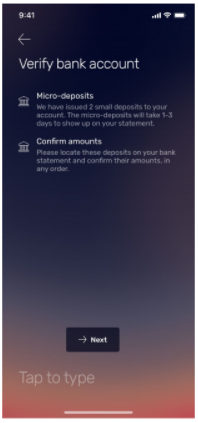 9:41
Verify bank account
Micro-deposits
We have issued 2 small deposits to your
account. The micro-deposits will take 1-3
days to show up on your statement.
Confirm amounts
Please locate these deposits on your bank
statement and confirm their amounts, in
any order.
Next
Tap to type